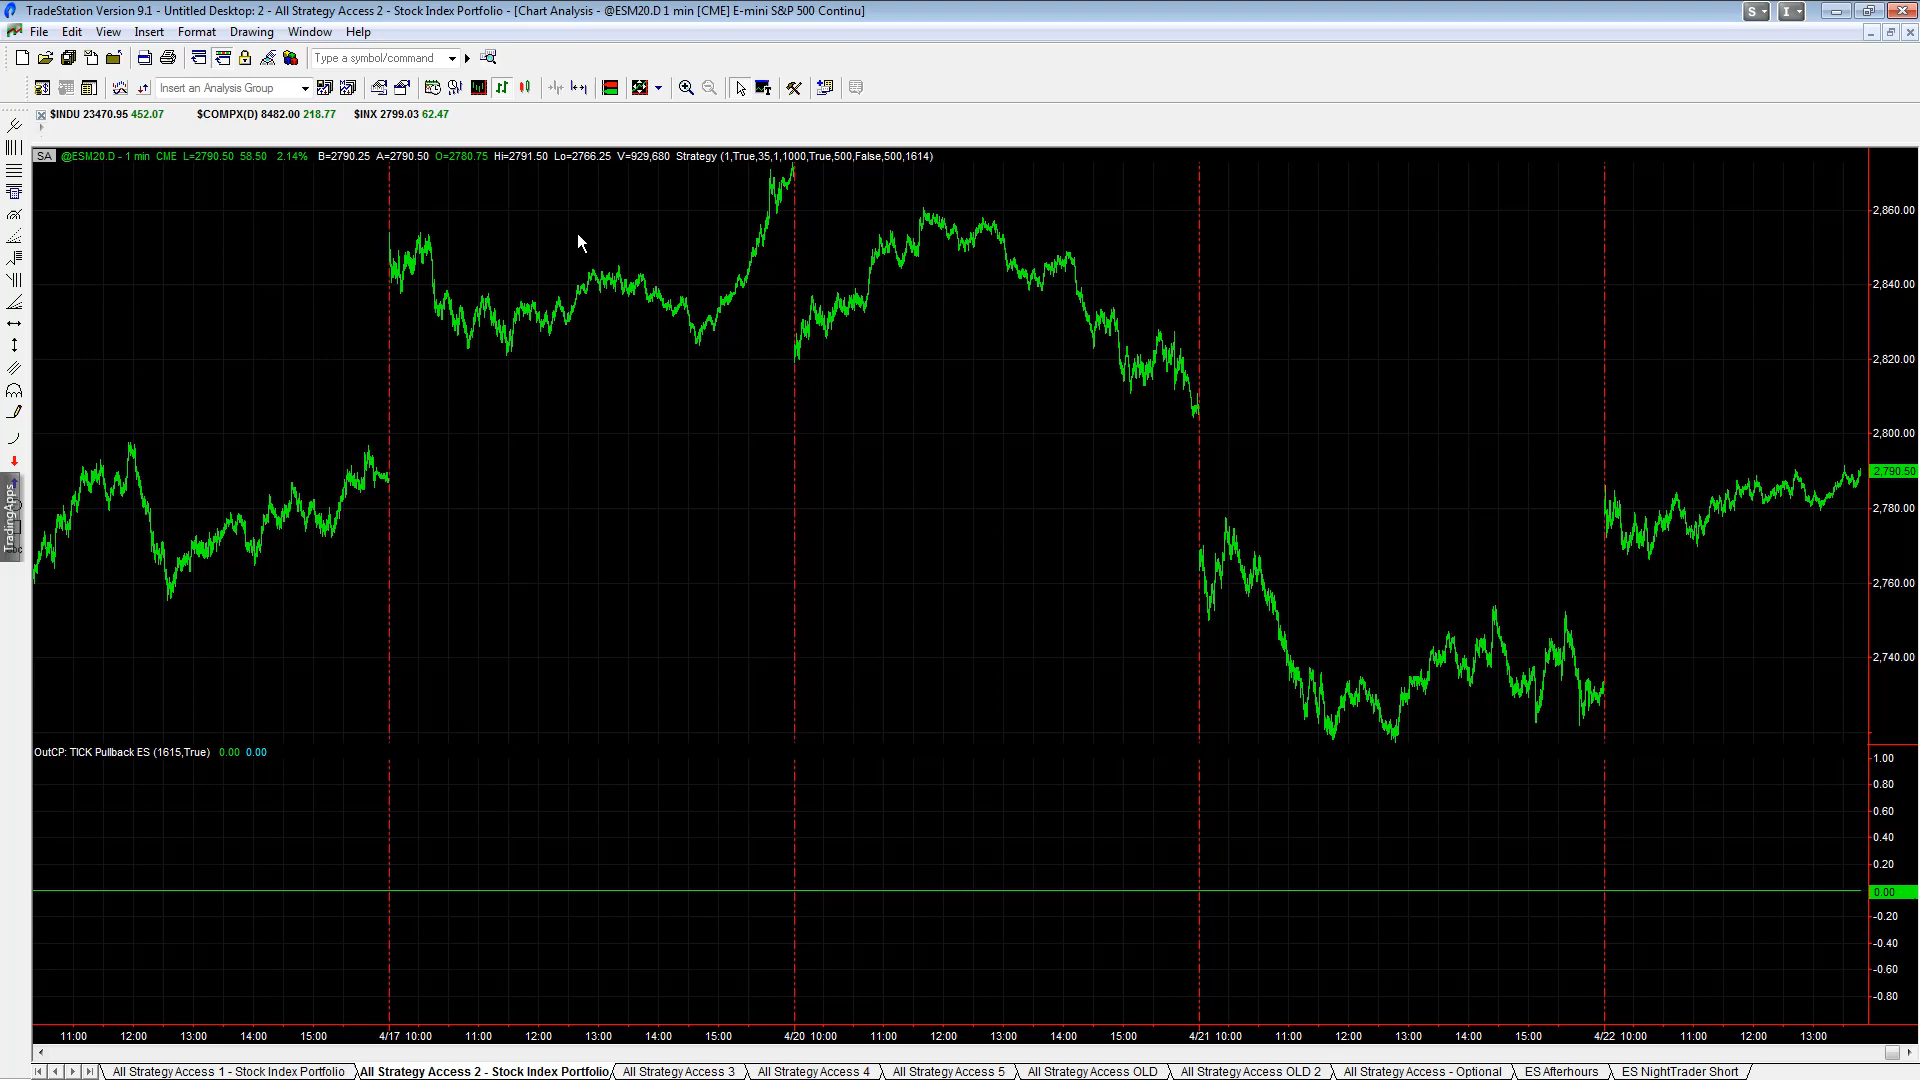 TradeStation Version 9.1 - Untitled Desktop: 2 - All Strategy Access 2 - Stock Index Portfolio - [Chart Analysis - @ESM20.D 1 min [CME] E-mini S&P 500 Continu]
S I
File Edit View Insert Format Drawing Window Help
Type a symbol/command
Insert an Analysis Group
$INDU 23470.95 452.07 $COMPX(D) 8482.00 218.77 $INX 2799.03 62.47
SA @ESM20.D - 1 min CME L=2790.50 58.50 2.14% B=2790.25 A=2790.50 O=2780.75 Hi=2791.50 Lo=2766.25 V=929,680 Strategy (1,True,35,1,1000,True,500,False,500,1614)
2,860.00
2,840.00
2,820.00
2,800.00
2,790.50
2,780.00
2,760.00
2,740.00
TradingApps
OutCP: TICK Pullback ES (1615,True) 0.00 0.00
1.00
0.80
0.60
0.40
0.20
0.00
-0.20
-0.40
-0.60
-0.80
11:00 12:00 13:00 14:00 15:00 4/17 10:00 11:00 12:00 13:00 14:00 15:00 4/20 10:00 11:00 12:00 13:00 14:00 15:00 4/21 10:00 11:00 12:00 13:00 14:00 15:00 4/22 10:00 11:00 12:00 13:00
All Strategy Access 1 - Stock Index Portfolio All Strategy Access 2 - Stock Index Portfolio All Strategy Access 3 All Strategy Access 4 All Strategy Access 5 All Strategy Access OLD All Strategy Access OLD 2 All Strategy Access - Optional ES Afterhours ES NightTrader Short